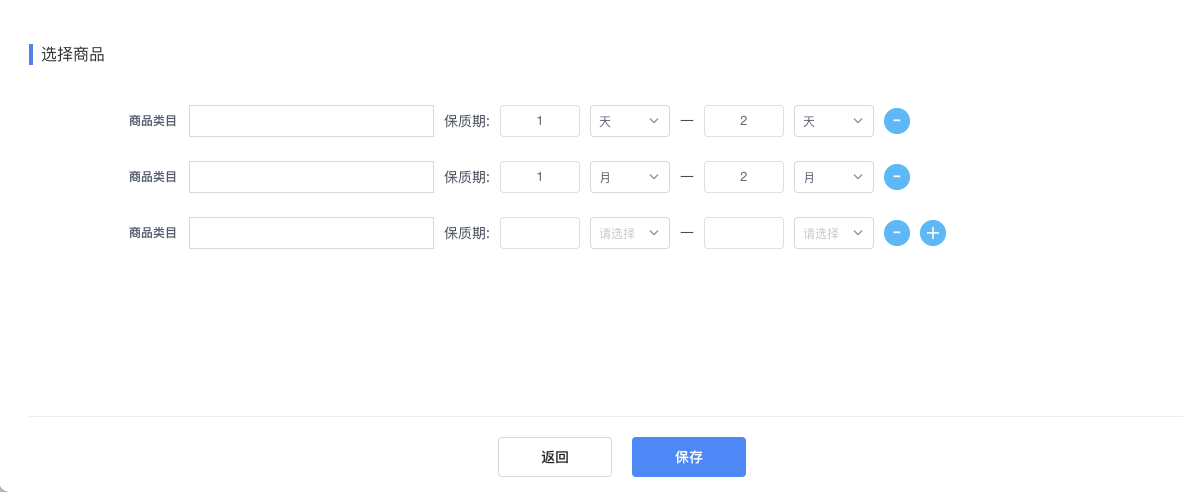 选择商品
商品类目 保质期: 1 天 — 2 天 -
商品类目 保质期: 1 月 — 2 月 -
商品类目 保质期: 请选择 — 请选择 - +
返回 保存